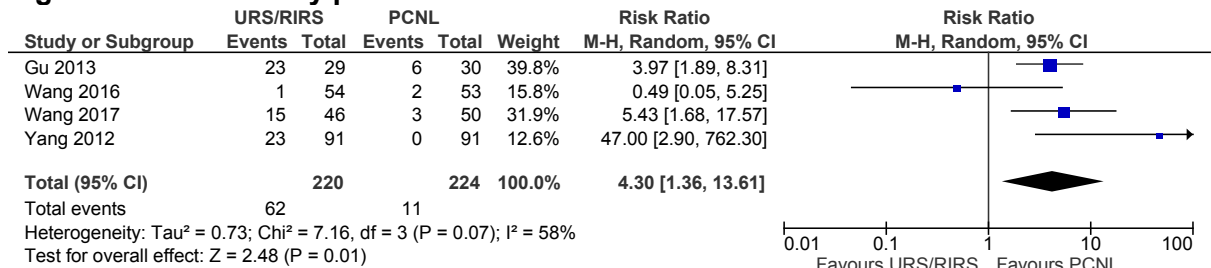 URS/RIRS PCNL Risk Ratio Risk Ratio
Study or Subgroup Events Total Events Total Weight M-H, Random, 95% CI M-H, Random, 95% CI
Gu 2013 23 29 6 30 39.8% 3.97 [1.89, 8.31]
Wang 2016 1 54 2 53 15.8% 0.49 [0.05, 5.25]
Wang 2017 15 46 3 50 31.9% 5.43 [1.68, 17.57]
Yang 2012 23 91 0 91 12.6% 47.00 [2.90, 762.30]
Total (95% CI) 220 224 100.0% 4.30 [1.36, 13.61]
Total events 62 11
Heterogeneity: Tau² = 0.73; Chi² = 7.16, df = 3 (P = 0.07); I² = 58%
Test for overall effect: Z = 2.48 (P = 0.01)
0.01 0.1 1 10 100
Favours URS/RIRS Favours PCNL